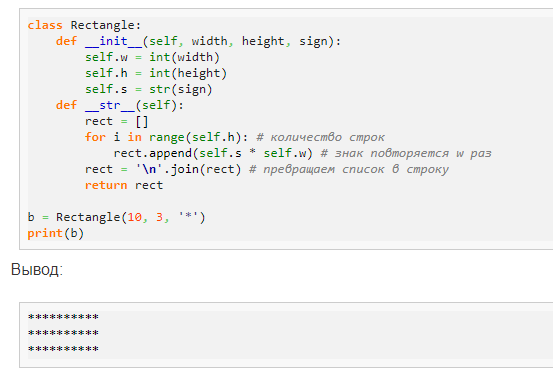 class Rectangle:
    def __init__(self, width, height, sign):
        self.w = int(width)
        self.h = int(height)
        self.s = str(sign)
    def __str__(self):
        rect = []
        for i in range(self.h): # количество строк
            rect.append(self.s * self.w) # знак повторяется w раз
        rect = '\n'.join(rect) # превращаем список в строку
        return rect
b = Rectangle(10, 3, '*')
print(b)
Вывод:
**********
**********
**********